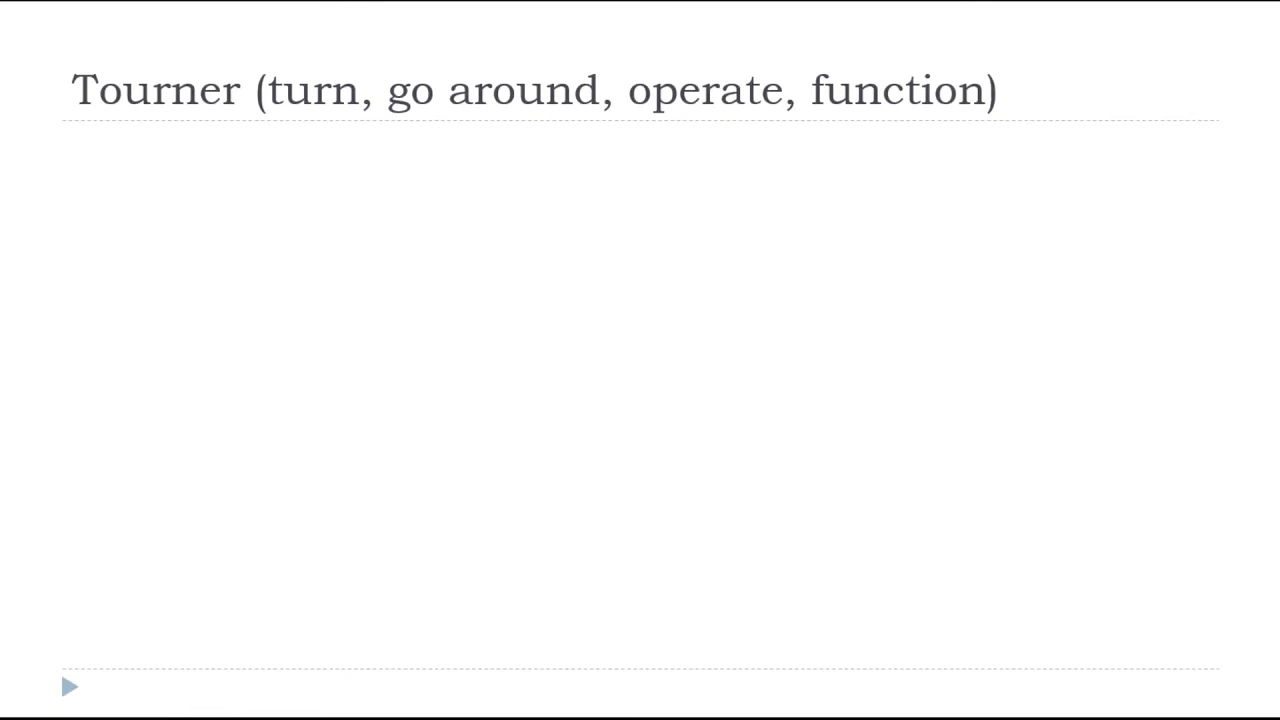 Tourner (turn, go around, operate, function)